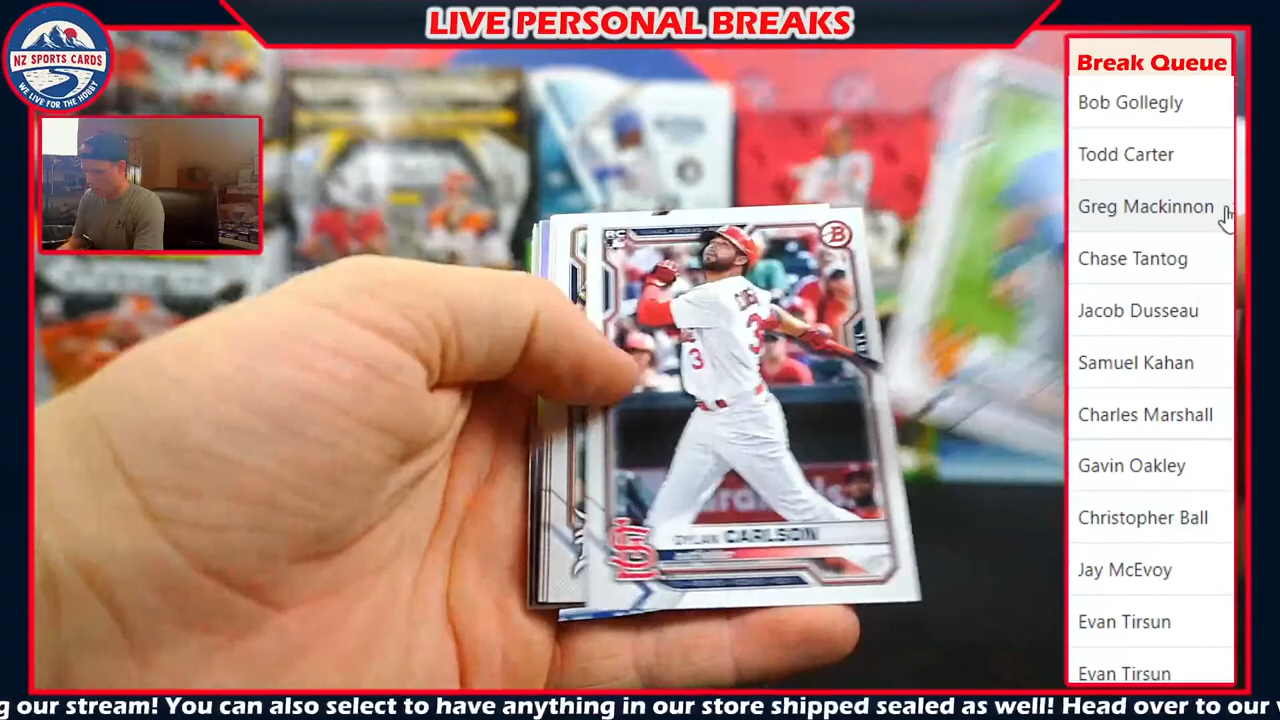 LIVE PERSONAL BREAKS
NZ SPORTS CARDS
WE LIVE FOR THE HOBBY
Break Queue
Bob Gollegly
Todd Carter
Greg Mackinnon
Chase Tantog
Jacob Dusseau
Samuel Kahan
Charles Marshall
Gavin Oakley
Christopher Ball
Jay McEvoy
Evan Tirsun
Evan Tirsun
RC
B
3
3
DYLAN CARLSON
g our stream! You can also select to have anything in our store shipped sealed as well! Head over to our